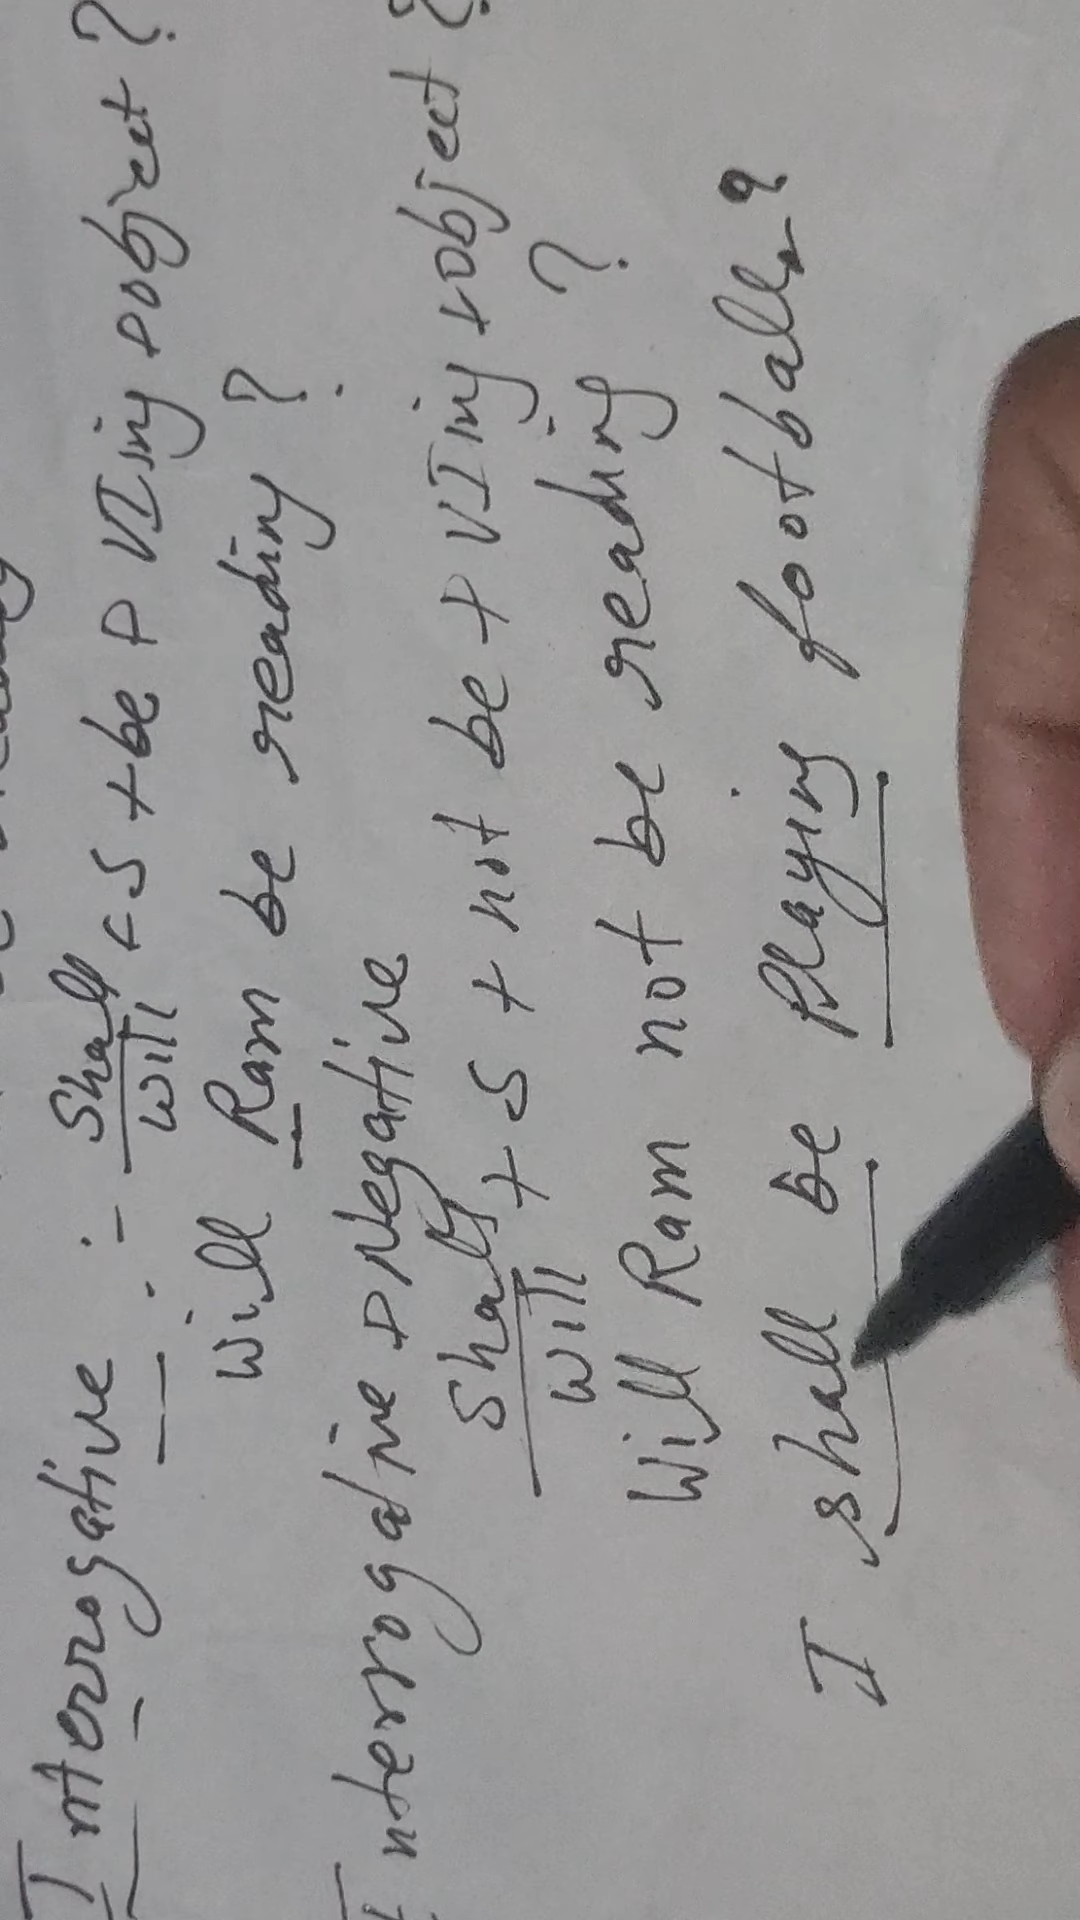 Interrogative :- Shall
will + S + be + VIing + object ?
Will Ram be reading ?
Interrogative + Negative
Shall
will + S + not be + VIing + object ?
Will Ram not be reading ?
I shall be Playing football